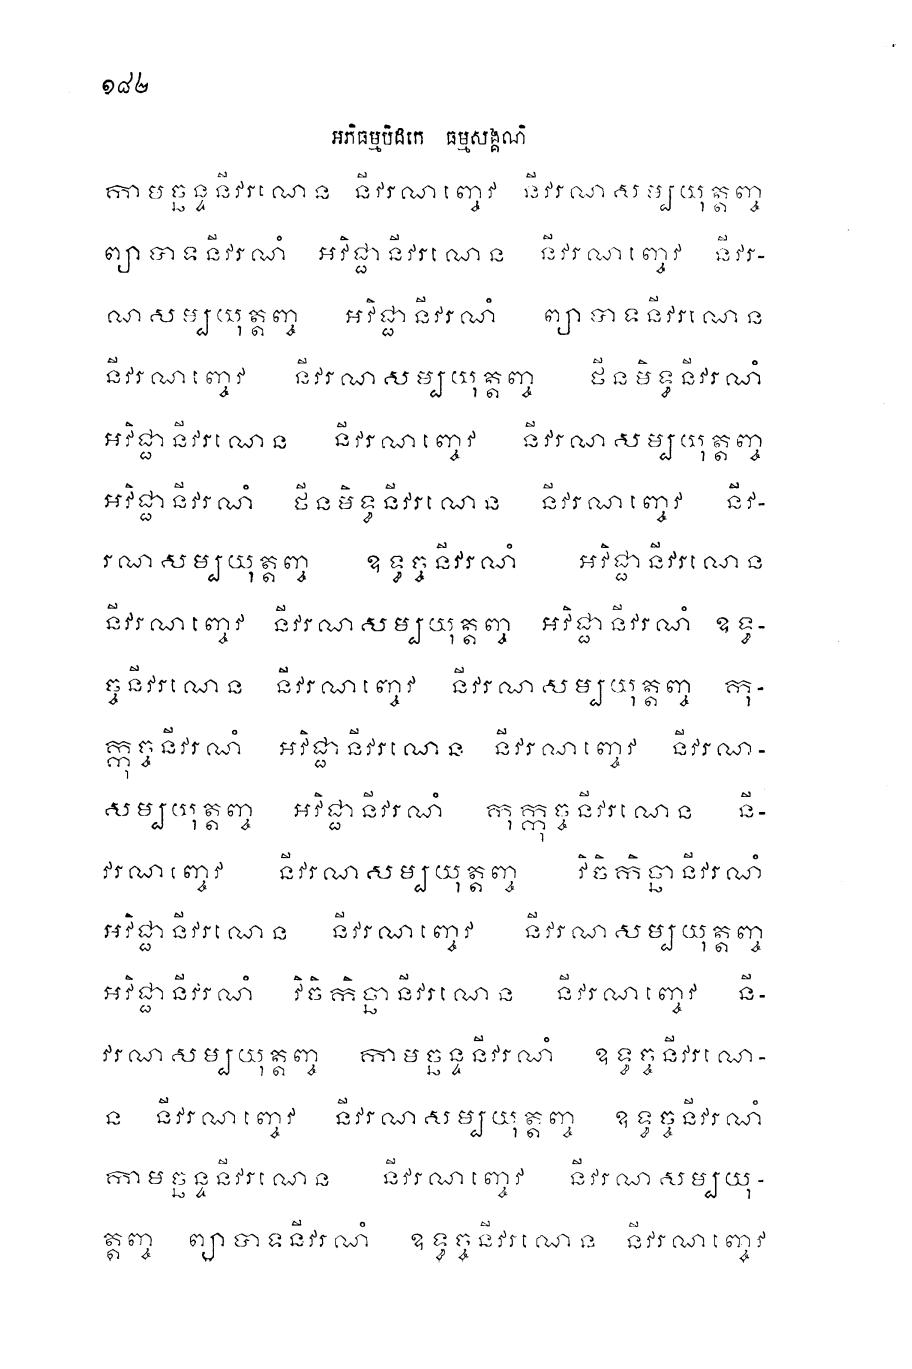 ១៨២
អភិធម្មបិដកេ ធម្មសង្គណិ
កាមច្ឆន្ទនីវរណេន នីវរណញ្ចេវ នីវរណសម្បយុត្តញ្ច
ព្យាបាទនីវរណំ អវិជ្ជានីវរណេន នីវរណញ្ចេវ នីវរ-
ណសម្បយុត្តញ្ច អវិជ្ជានីវរណំ ព្យាបាទនីវរណេន
នីវរណញ្ចេវ នីវរណសម្បយុត្តញ្ច ថីនមិទ្ធនីវរណំ
អវិជ្ជានីវរណេន នីវរណញ្ចេវ នីវរណសម្បយុត្តញ្ច
អវិជ្ជានីវរណំ ថីនមិទ្ធនីវរណេន នីវរណញ្ចេវ នីវ-
រណសម្បយុត្តញ្ច ឧទ្ធច្ចនីវរណំ អវិជ្ជានីវរណេន
នីវរណញ្ចេវ នីវរណសម្បយុត្តញ្ច អវិជ្ជានីវរណំ ឧទ្ធ-
ច្ចនីវរណេន នីវរណញ្ចេវ នីវរណសម្បយុត្តញ្ច កុ-
ក្កុច្ចនីវរណំ អវិជ្ជានីវរណេន នីវរណញ្ចេវ នីវរណ-
សម្បយុត្តញ្ច អវិជ្ជានីវរណំ កុក្កុច្ចនីវរណេន នី-
វរណញ្ចេវ នីវរណសម្បយុត្តញ្ច វិចិកិច្ឆានីវរណំ
អវិជ្ជានីវរណេន នីវរណញ្ចេវ នីវរណសម្បយុត្តញ្ច
អវិជ្ជានីវរណំ វិចិកិច្ឆានីវរណេន នីវរណញ្ចេវ នី-
វរណសម្បយុត្តញ្ច កាមច្ឆន្ទនីវរណំ ឧទ្ធច្ចនីវរណេ-
ន នីវរណញ្ចេវ នីវរណសម្បយុត្តញ្ច ឧទ្ធច្ចនីវរណំ
កាមច្ឆន្ទនីវរណេន នីវរណញ្ចេវ នីវរណសម្បយុ-
ត្តញ្ច ព្យាបាទនីវរណំ ឧទ្ធច្ចនីវរណេន នីវរណញ្ចេវ